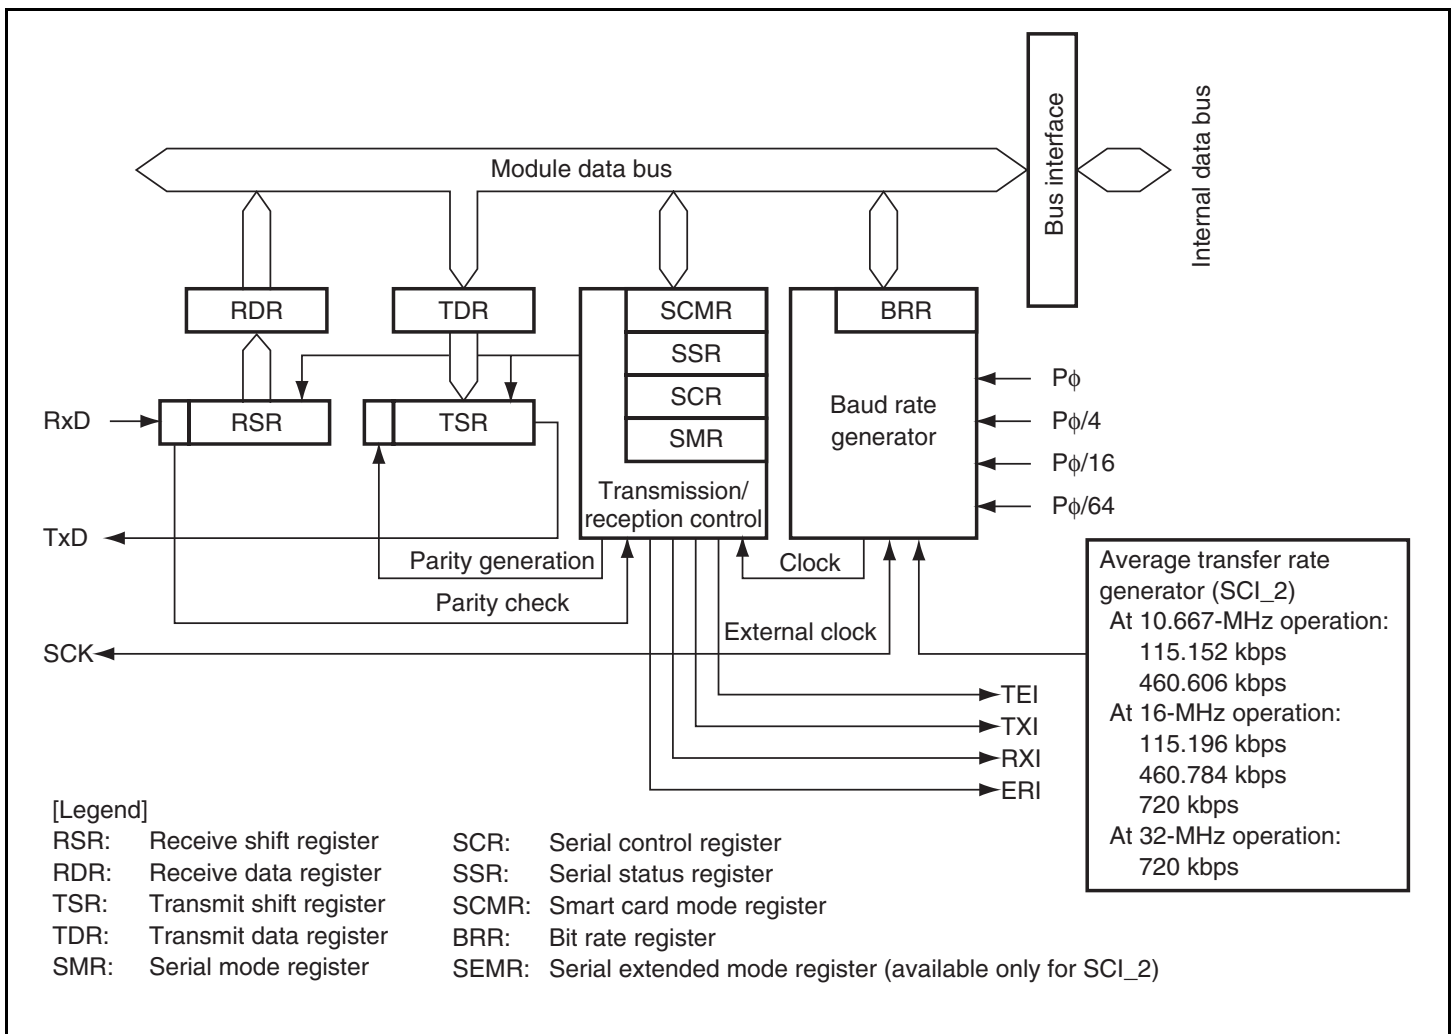 Module data bus
Bus interface
Internal data bus
RDR
TDR
SCMR
BRR
SSR
SCR
SMR
RxD
RSR
TSR
Baud rate
generator
Pϕ
Pϕ/4
Pϕ/16
Pϕ/64
Transmission/
reception control
TxD
Parity generation
Clock
Parity check
External clock
SCK
TEI
TXI
RXI
ERI
Average transfer rate
generator (SCI_2)
At 10.667-MHz operation:
115.152 kbps
460.606 kbps
At 16-MHz operation:
115.196 kbps
460.784 kbps
720 kbps
At 32-MHz operation:
720 kbps
[Legend]
RSR: Receive shift register
RDR: Receive data register
TSR: Transmit shift register
TDR: Transmit data register
SMR: Serial mode register
SCR: Serial control register
SSR: Serial status register
SCMR: Smart card mode register
BRR: Bit rate register
SEMR: Serial extended mode register (available only for SCI_2)